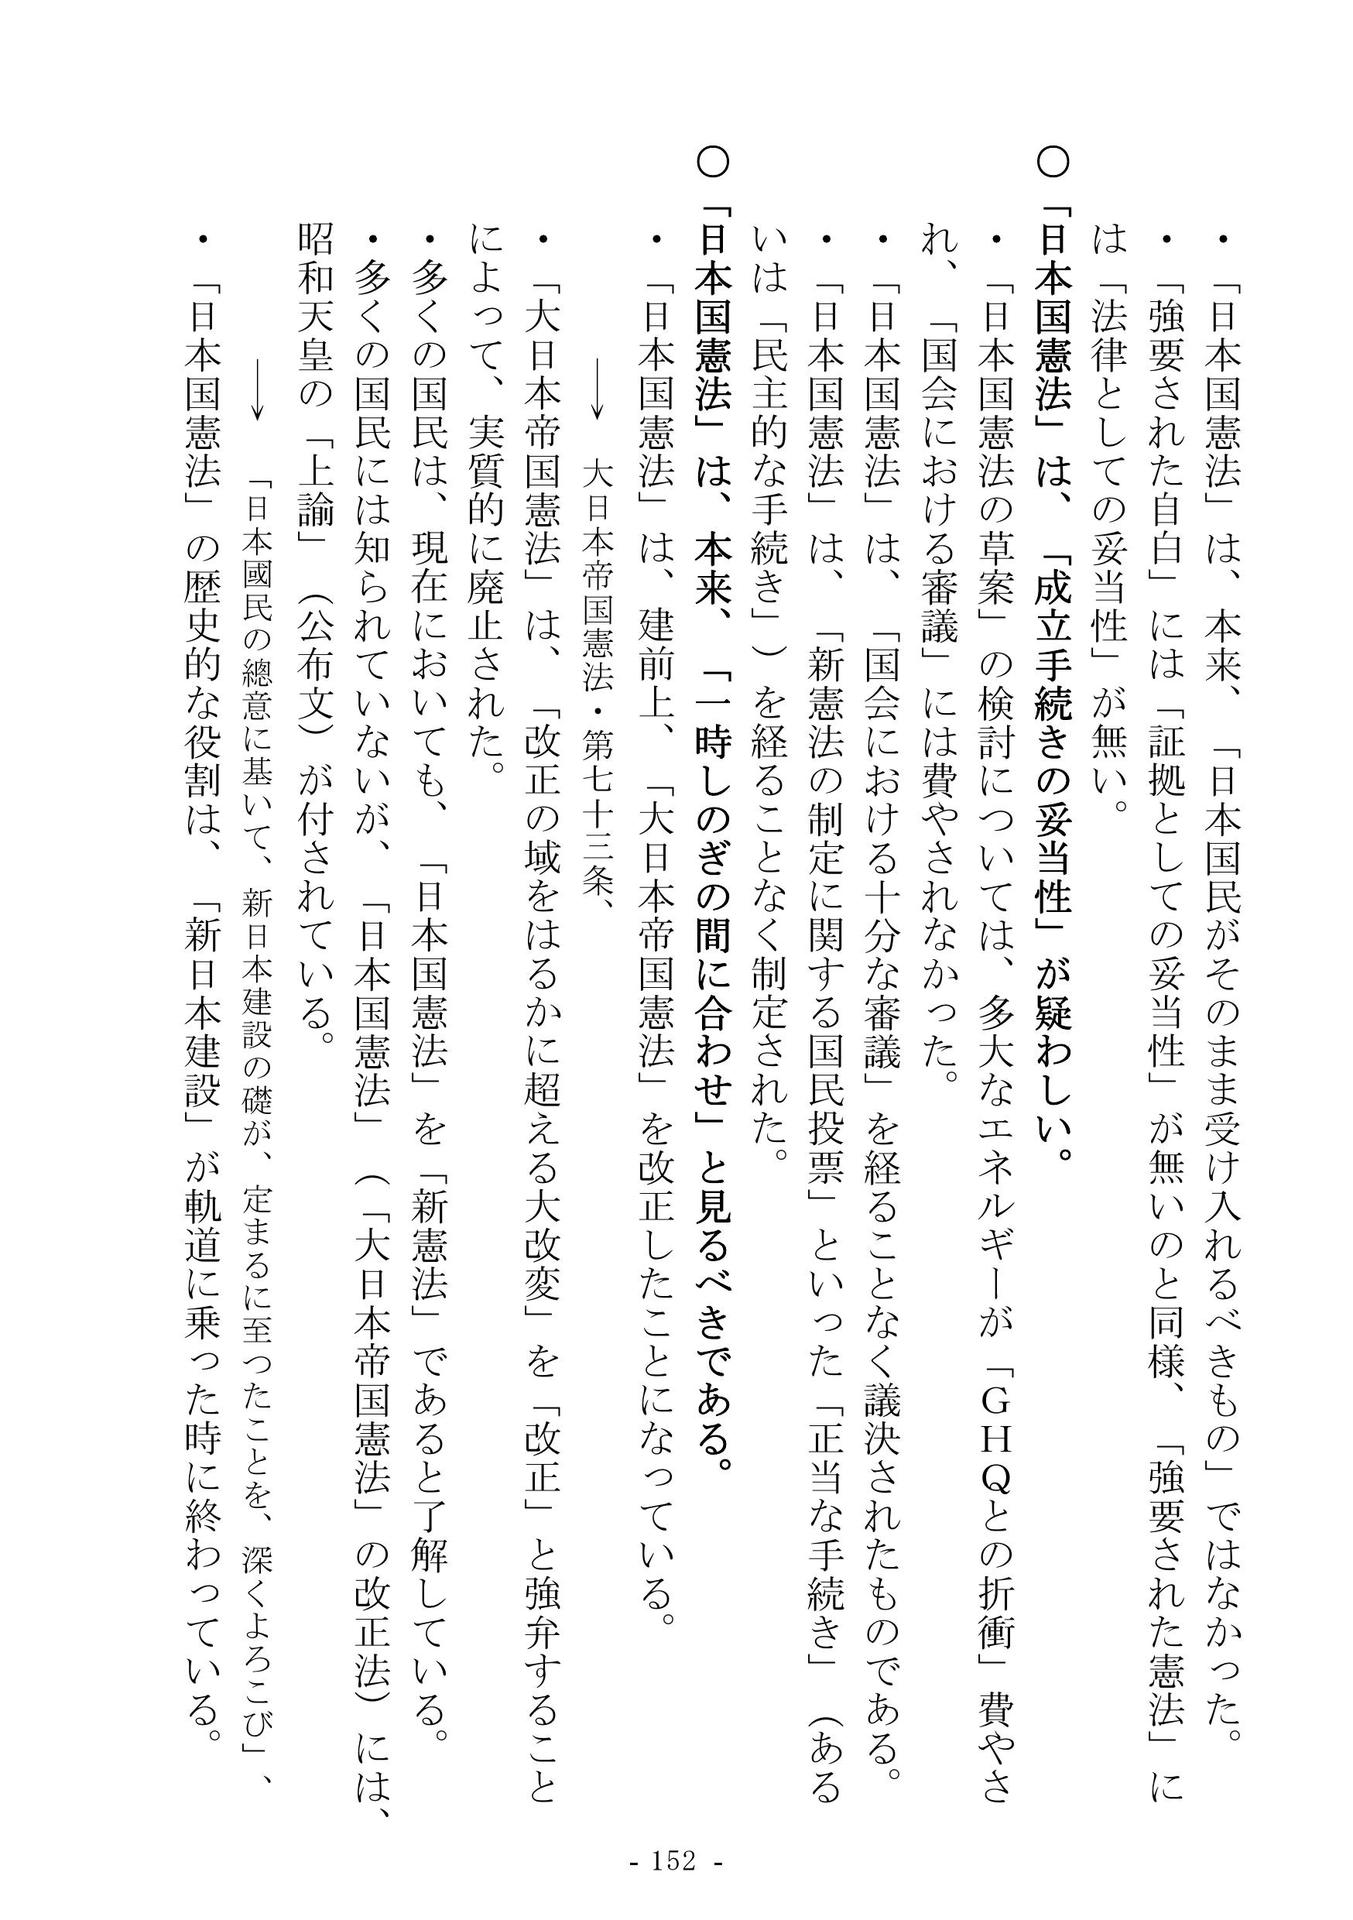 ・「日本国憲法」は、本来、「日本国民がそのまま受け入れるべきもの」ではなかった。
・「強要された自白」には「証拠としての妥当性」が無いのと同様、「強要された憲法」に
は「法律としての妥当性」が無い。
〇「日本国憲法」は、「成立手続きの妥当性」が疑わしい。
・「日本国憲法の草案」の検討については、多大なエネルギーが「GHQとの折衝」費やさ
れ、「国会における審議」には費やされなかった。
・「日本国憲法」は、「国会における十分な審議」を経ることなく議決されたものである。
・「日本国憲法」は、「新憲法の制定に関する国民投票」といった「正当な手続き」（ある
いは「民主的な手続き」）を経ることなく制定された。
〇「日本国憲法」は、本来、「一時しのぎの間に合わせ」と見るべきである。
・「日本国憲法」は、建前上、「大日本帝国憲法」を改正したことになっている。
→ 大日本帝国憲法・第七十三条、
・「大日本帝国憲法」は、「改正の域をはるかに超える大改変」を「改正」と強弁すること
によって、実質的に廃止された。
・多くの国民は、現在においても、「日本国憲法」を「新憲法」であると了解している。
・多くの国民には知られていないが、「日本国憲法」（「大日本帝国憲法」の改正法）には、
昭和天皇の「上諭」（公布文）が付されている。
→ 「日本國民の總意に基いて、新日本建設の礎が、定まるに至つたことを、深くよろこび」、
・「日本国憲法」の歴史的な役割は、「新日本建設」が軌道に乗った時に終わっている。
- 152 -